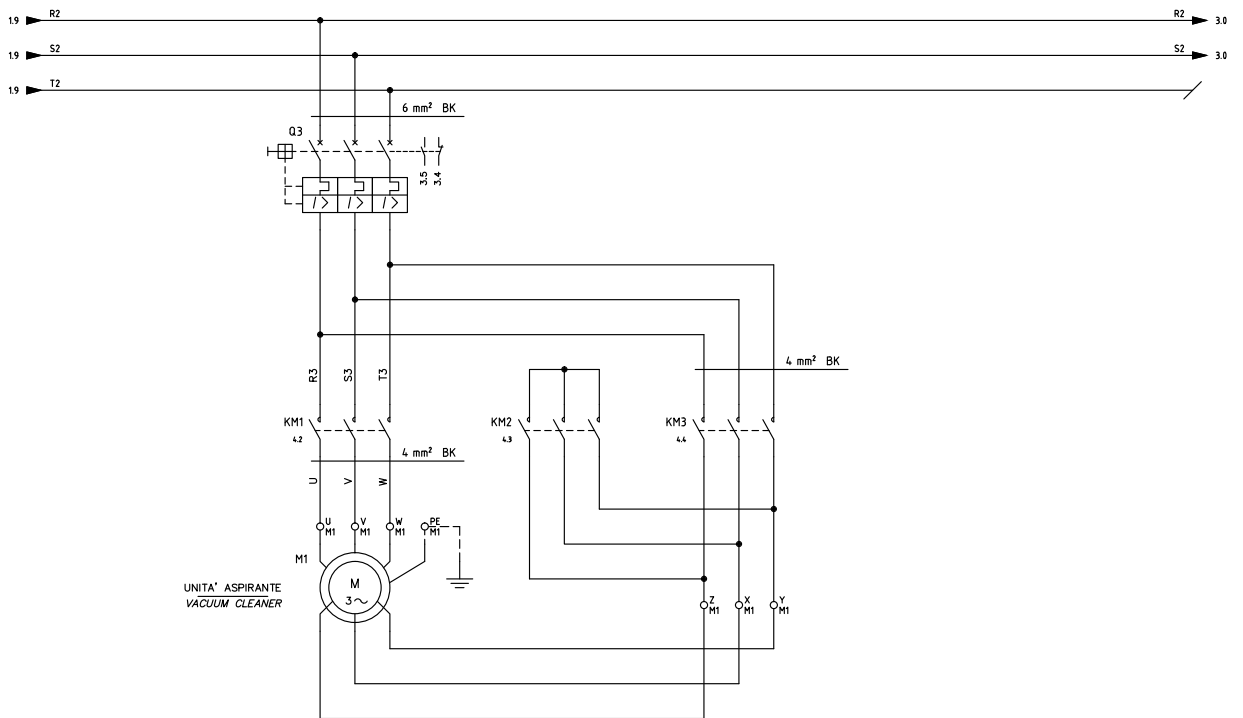 1.9 R2 R2 3.0
1.9 S2 S2 3.0
1.9 T2
6 mm² BK
Q3
3.5 3.4
I> I> I>
4 mm² BK
R3 S3 T3
KM1 KM2 KM3
4.2 4.3 4.4
4 mm² BK
U V W
U V W PE
M1 M1 M1 M1
M1
M
3~
UNITA' ASPIRANTE
VACUUM CLEANER
Z X Y
M1 M1 M1